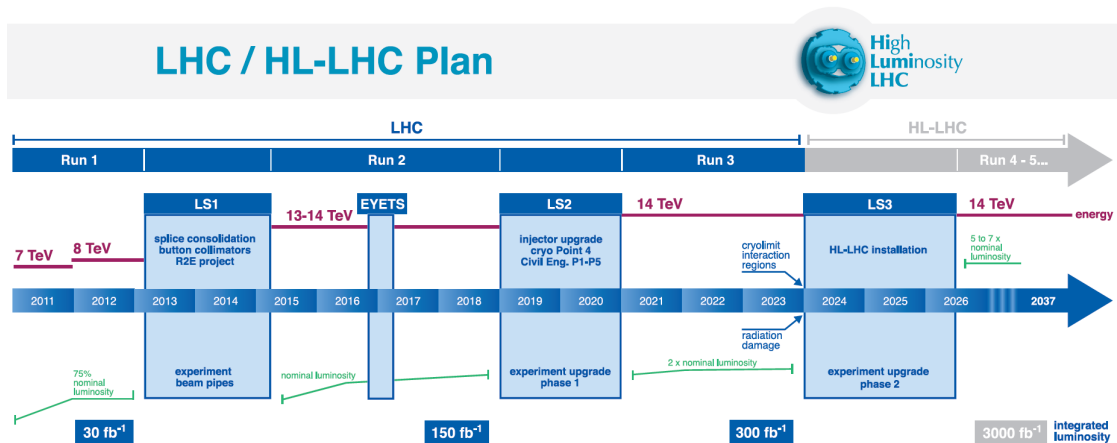 LHC / HL-LHC Plan
High
Luminosity
LHC
LHC
HL-LHC
Run 1
Run 2
Run 3
Run 4 - 5...
LS1
EYETS
LS2
LS3
13-14 TeV
14 TeV
14 TeV
energy
7 TeV
8 TeV
splice consolidation
button collimators
R2E project
injector upgrade
cryo Point 4
Civil Eng. P1-P5
cryolimit
interaction
regions
HL-LHC installation
5 to 7 x
nominal
luminosity
2011
2012
2013
2014
2015
2016
2017
2018
2019
2020
2021
2022
2023
2024
2025
2026
2037
radiation
damage
75%
nominal
luminosity
experiment
beam pipes
nominal luminosity
experiment upgrade
phase 1
2 x nominal luminosity
experiment upgrade
phase 2
30 fb⁻¹
150 fb⁻¹
300 fb⁻¹
3000 fb⁻¹
integrated
luminosity